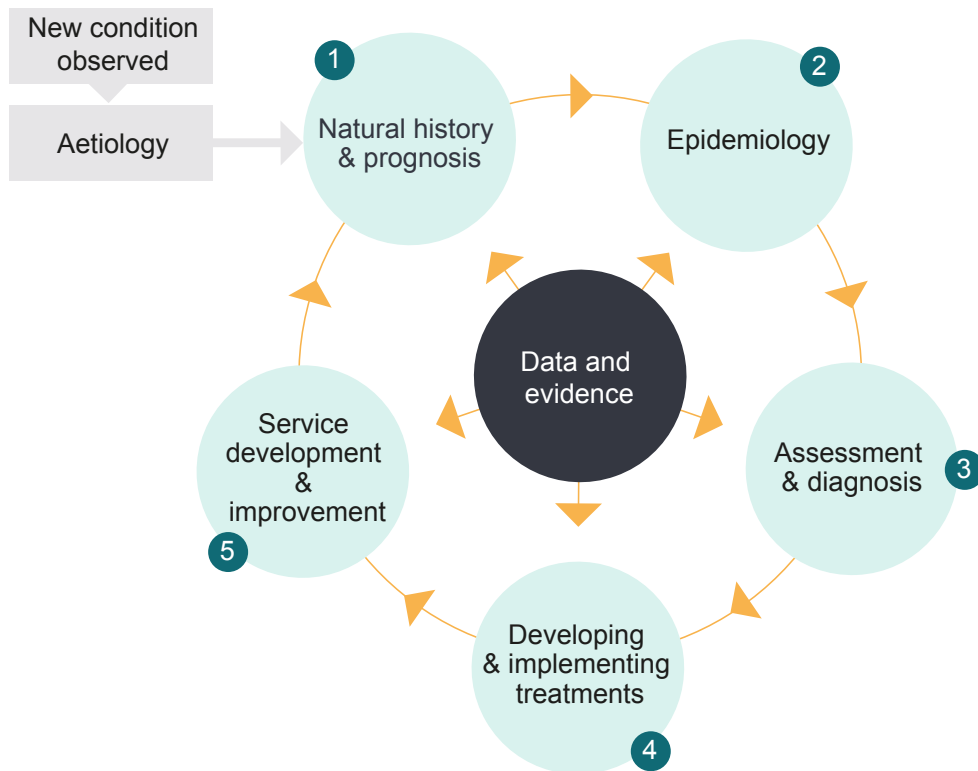 New condition
observed
Aetiology
1
Natural history
& prognosis
2
Epidemiology
3
Assessment
& diagnosis
4
Developing
& implementing
treatments
5
Service
development
&
improvement
Data and
evidence